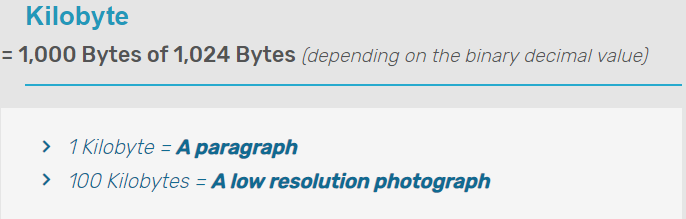 Kilobyte
= 1,000 Bytes of 1,024 Bytes (depending on the binary decimal value)
> 1 Kilobyte = A paragraph
> 100 Kilobytes = A low resolution photograph